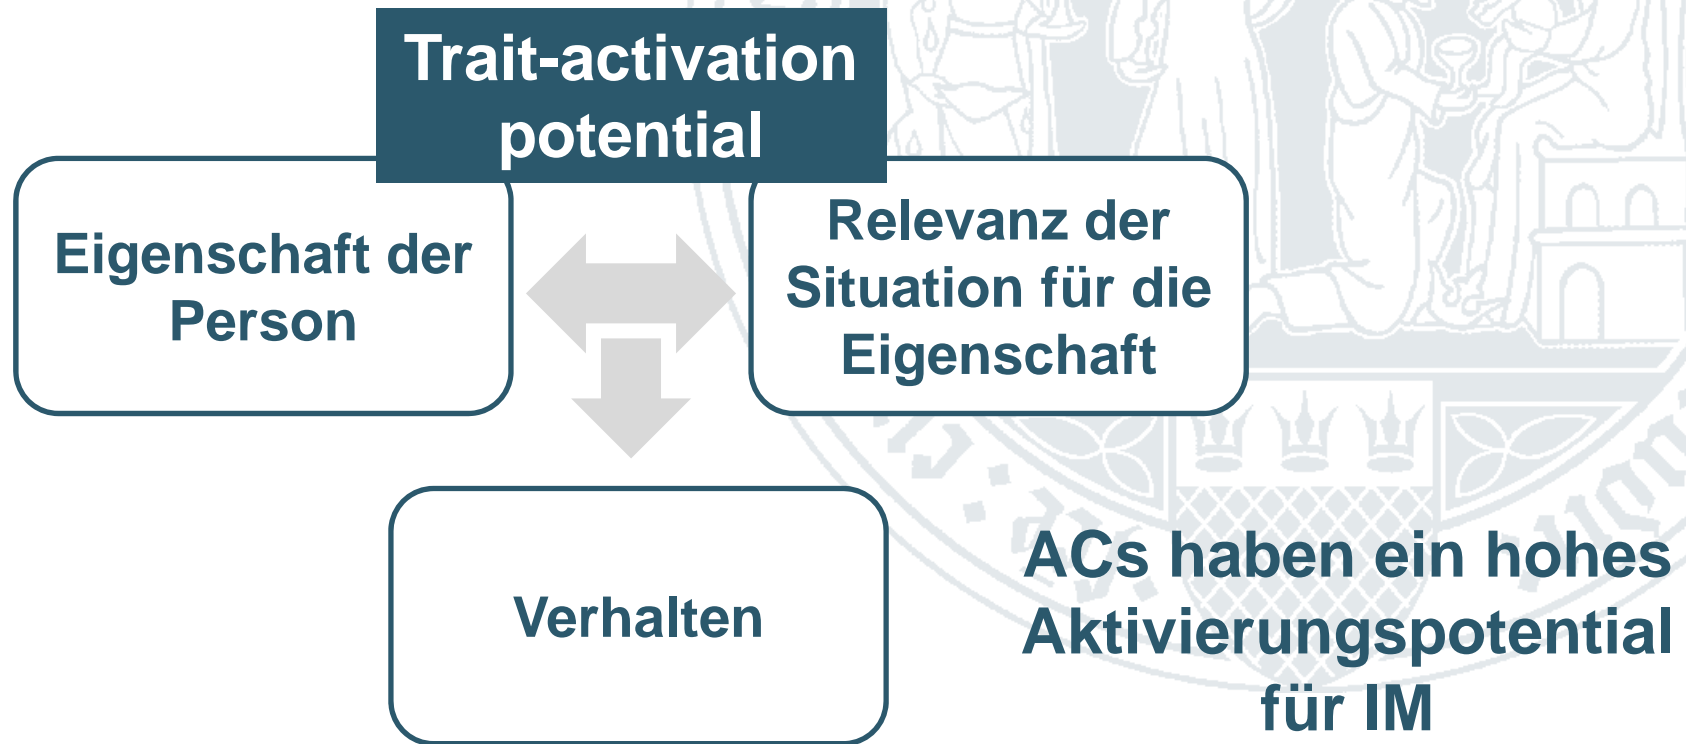 Trait-activation
potential
Eigenschaft der
Person
Relevanz der
Situation für die
Eigenschaft
Verhalten
ACs haben ein hohes
Aktivierungspotential
für IM